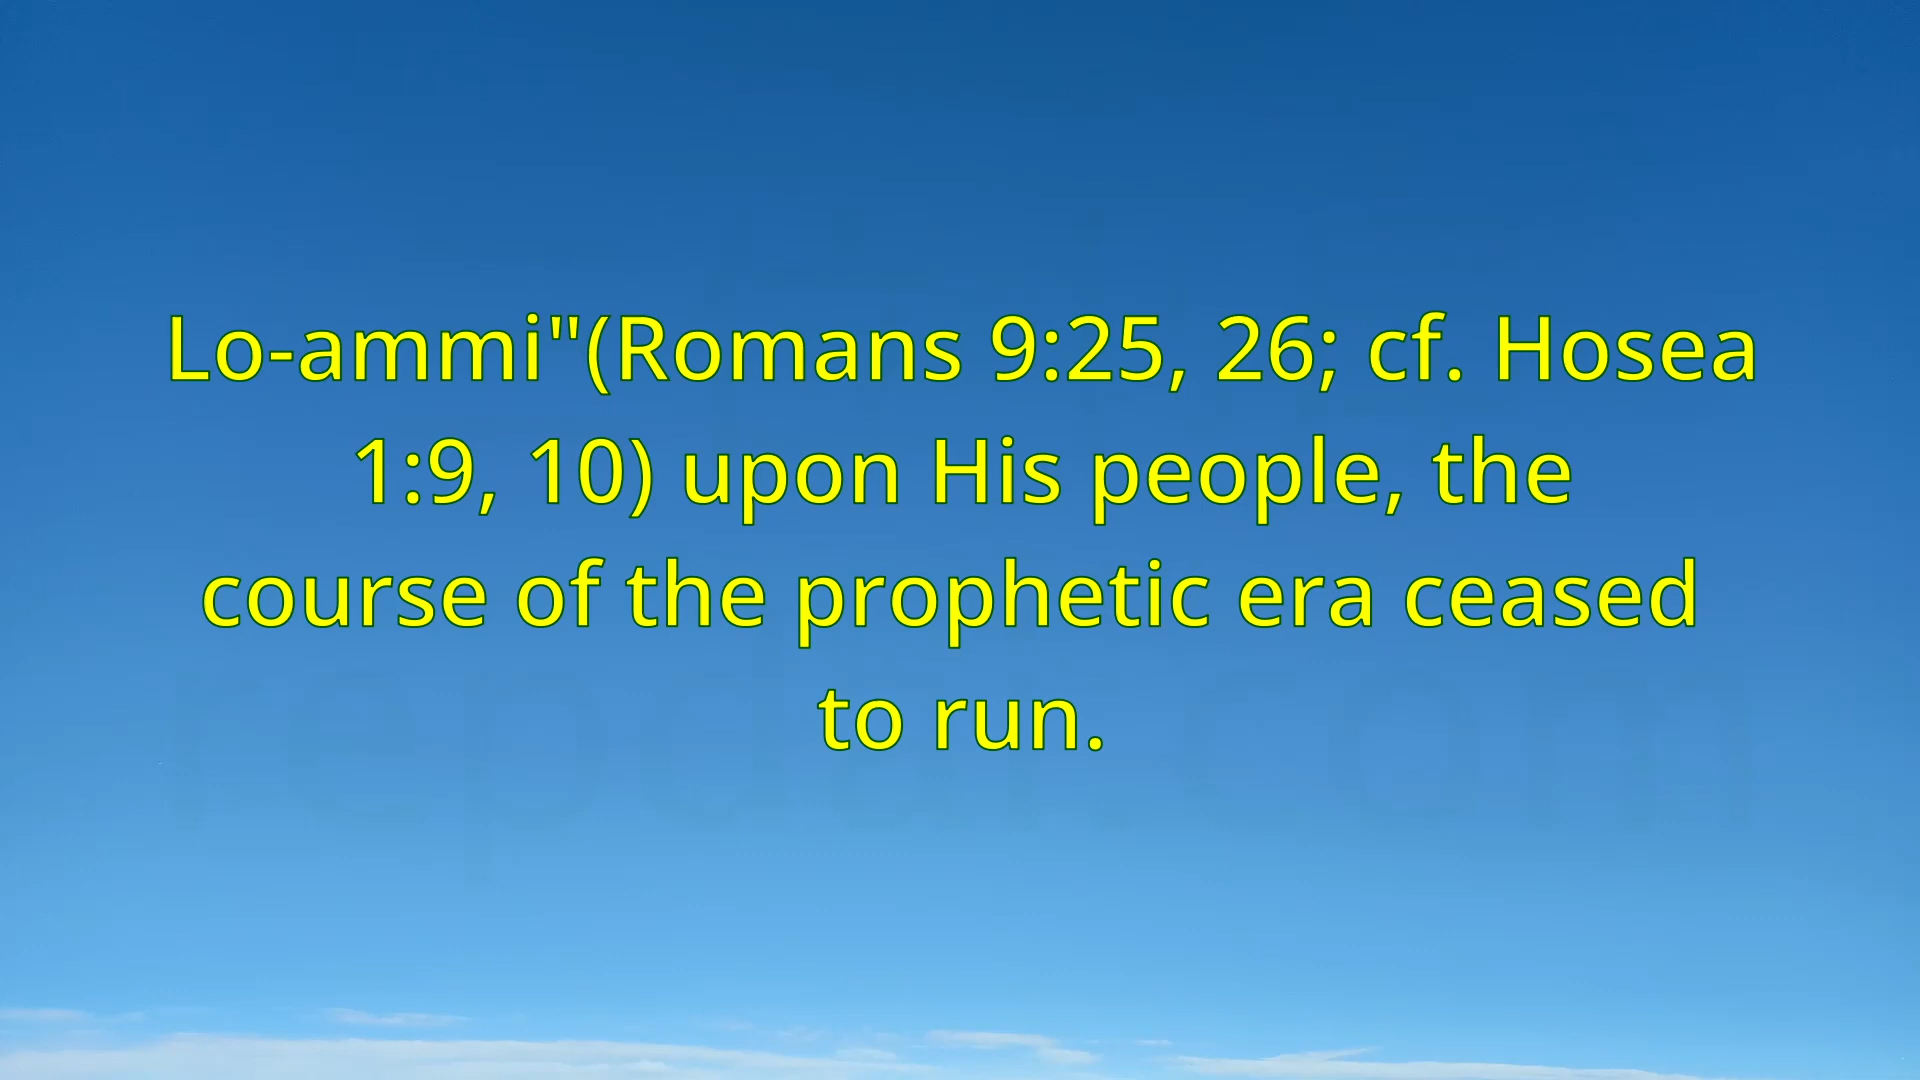 Lo-ammi"(Romans 9:25, 26; cf. Hosea
1:9, 10) upon His people, the
course of the prophetic era ceased
to run.